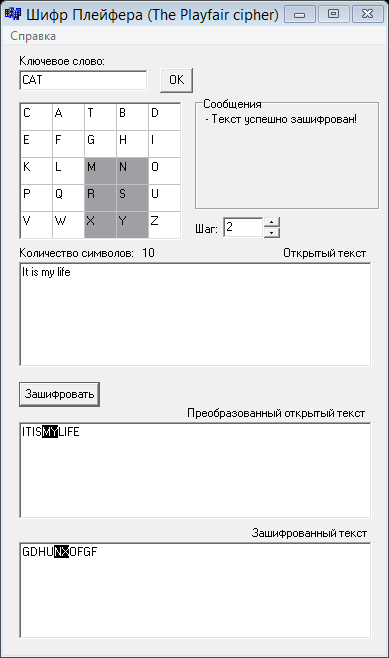 Шифр Плейфера (The Playfair cipher)
Справка
Ключевое слово:
CAT
OK
C A T B D
E F G H I
K L M N O
P Q R S U
V W X Y Z
Сообщения
- Текст успешно зашифрован!
Шаг: 2
Количество символов: 10
Открытый текст
It is my life
Зашифровать
Преобразованный открытый текст
ITISMYLIFE
Зашифрованный текст
GDHUNXOFGF